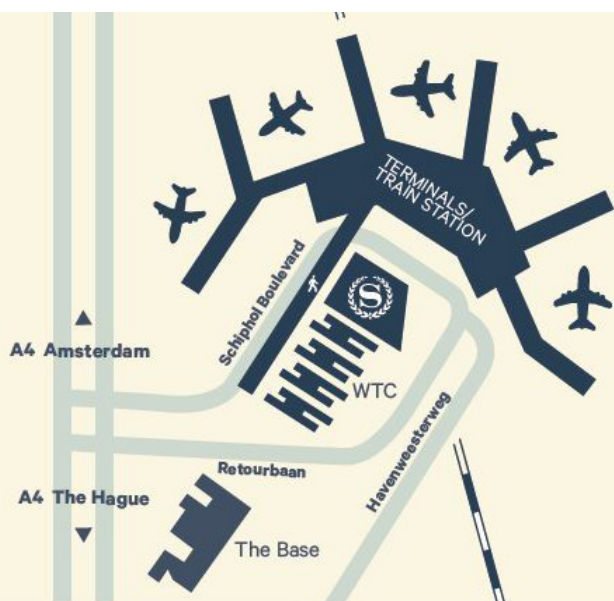 TERMINALS/
TRAIN STATION
Schiphol Boulevard
S
A4 Amsterdam
WTC
Havenweesterweg
Retourbaan
A4 The Hague
The Base